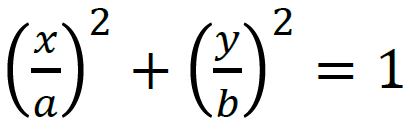 (x/a)² + (y/b)² = 1